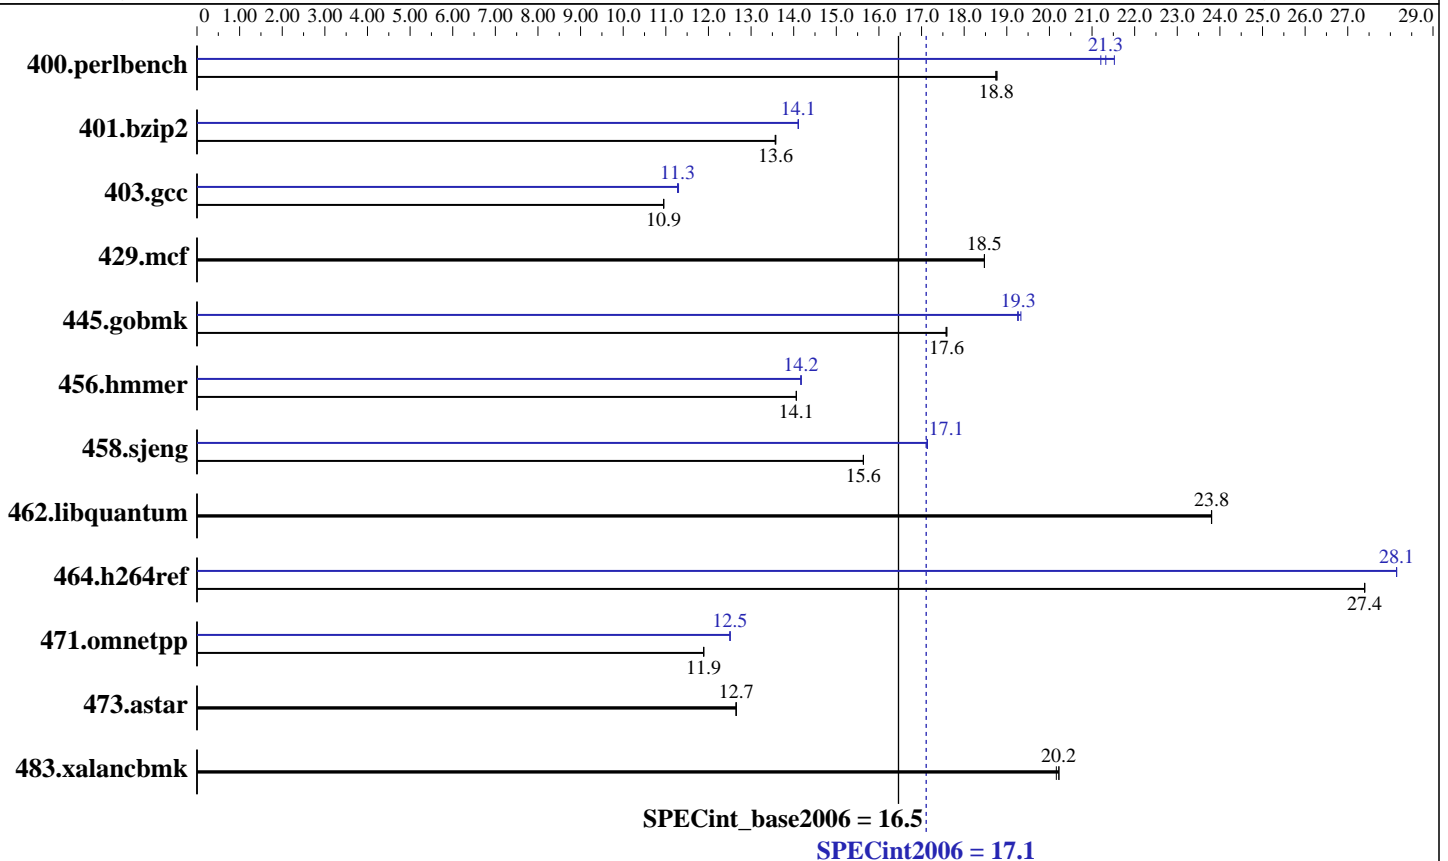 0 1.00 2.00 3.00 4.00 5.00 6.00 7.00 8.00 9.00 10.0 11.0 12.0 13.0 14.0 15.0 16.0 17.0 18.0 19.0 20.0 21.0 22.0 23.0 24.0 25.0 26.0 27.0 29.0
21.3
400.perlbench
18.8
14.1
401.bzip2
13.6
11.3
403.gcc
10.9
18.5
429.mcf
19.3
445.gobmk
17.6
14.2
456.hmmer
14.1
17.1
458.sjeng
15.6
23.8
462.libquantum
28.1
464.h264ref
27.4
12.5
471.omnetpp
11.9
12.7
473.astar
20.2
483.xalancbmk
SPECint_base2006 = 16.5
SPECint2006 = 17.1